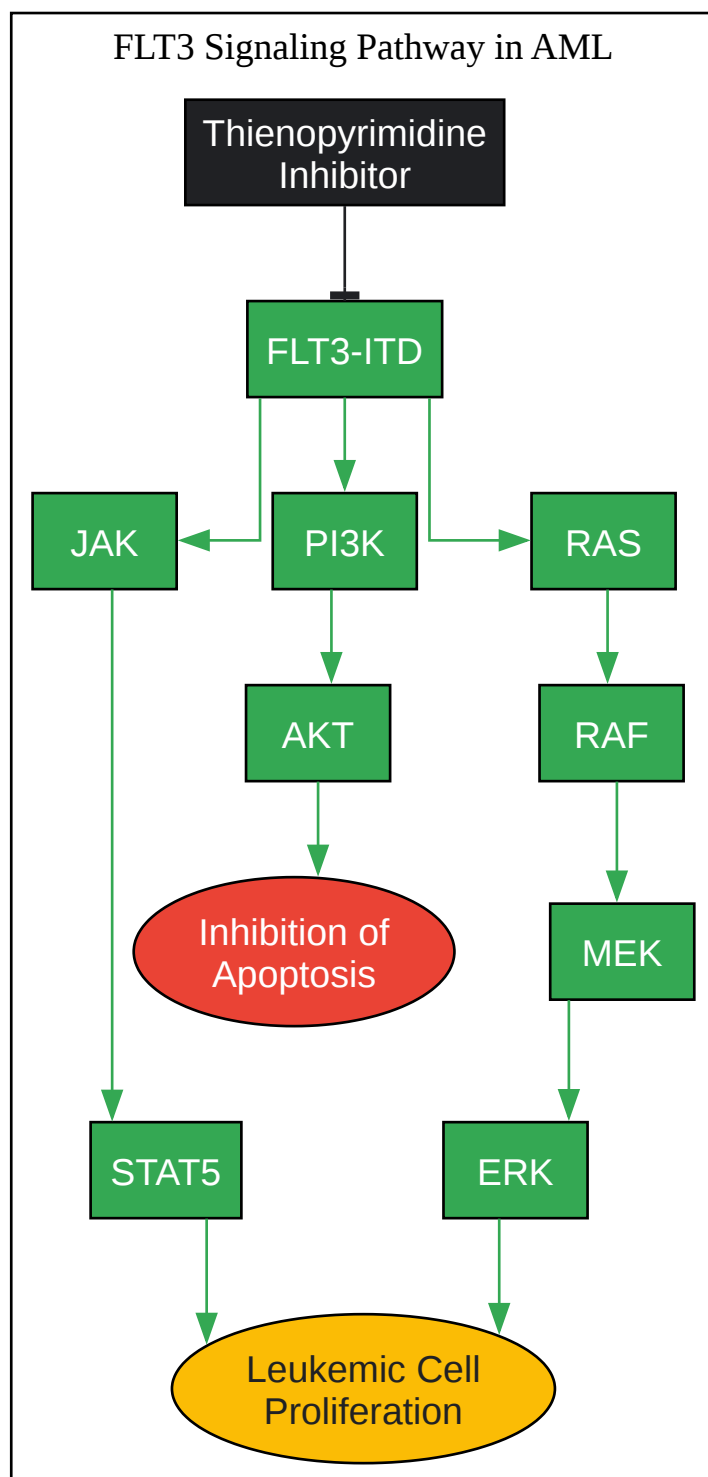 FLT3 Signaling Pathway in AML
Thienopyrimidine
Inhibitor
FLT3-ITD
JAK
PI3K
RAS
AKT
RAF
Inhibition of
Apoptosis
MEK
STAT5
ERK
Leukemic Cell
Proliferation